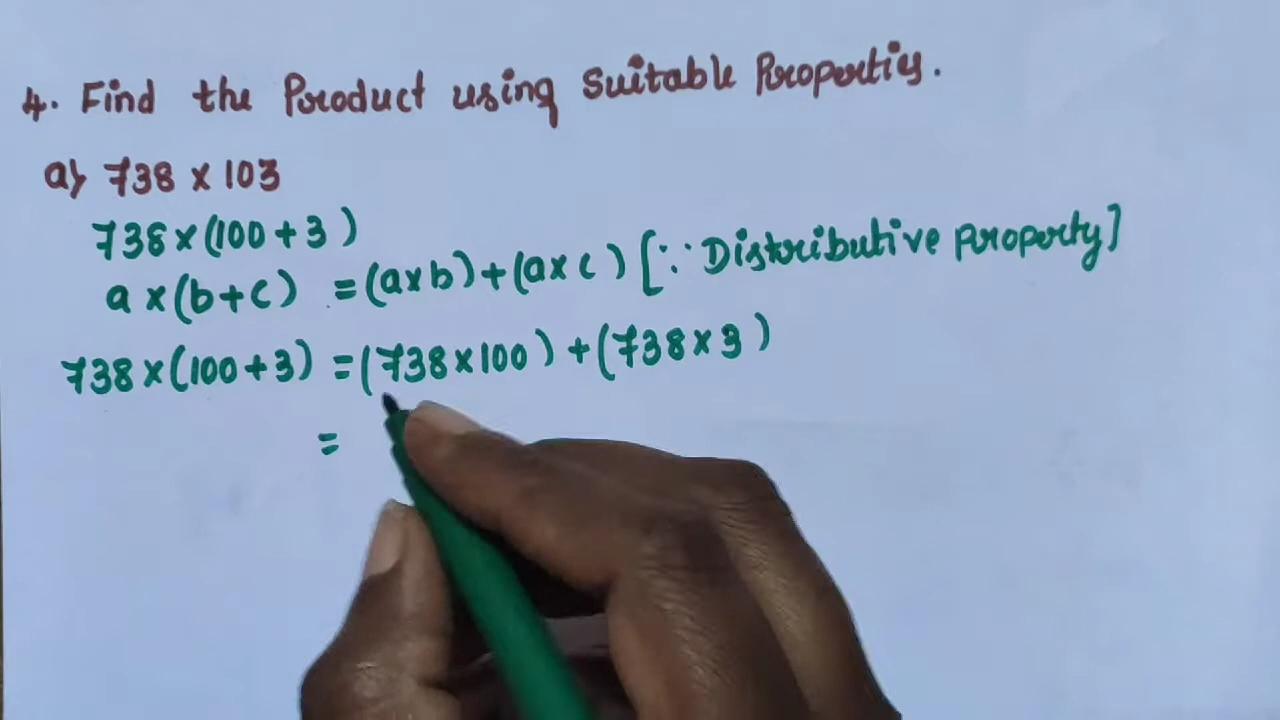 4. Find the Product using Suitable Properties.
a) 738 × 103
738 × (100 + 3)
a × (b + c) = (a×b) + (a×c) [∵ Distributive property]
738 × (100 + 3) = (738 × 100) + (738 × 3)
=